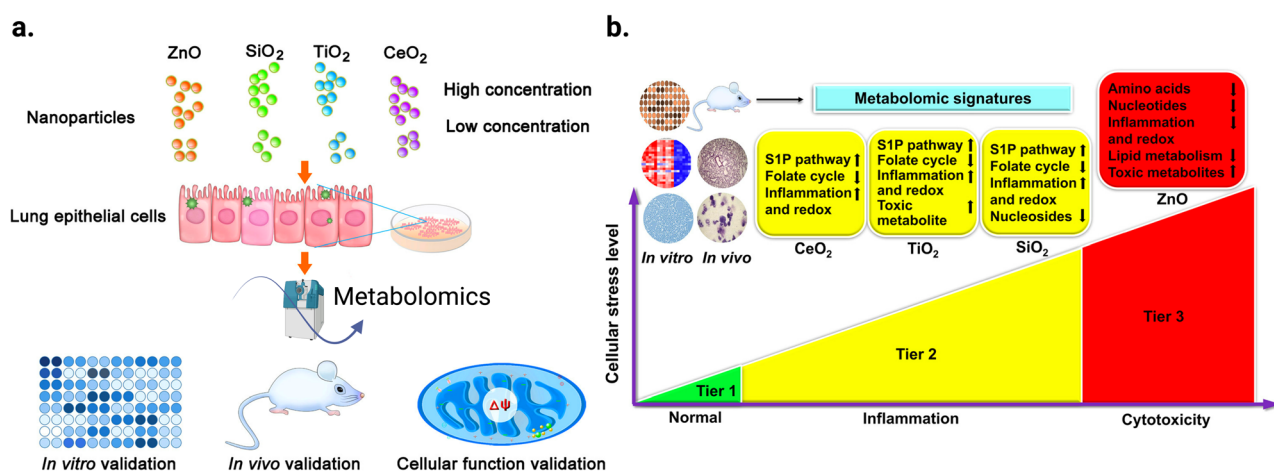 a.
ZnO
SiO₂
TiO₂
CeO₂
Nanoparticles
High concentration
Low concentration
Lung epithelial cells
Metabolomics
ΔΨ
In vitro validation
In vivo validation
Cellular function validation
b.
Metabolomic signatures
In vitro
In vivo
S1P pathway ↑
Folate cycle ↓
Inflammation ↑
and redox
CeO₂
S1P pathway ↑
Folate cycle ↓
Inflammation ↑
and redox
Toxic ↑
metabolite
TiO₂
S1P pathway ↑
Folate cycle ↓
Inflammation ↑
and redox
Nucleosides ↓
SiO₂
Amino acids ↓
Nucleotides ↓
Inflammation ↓
and redox
Lipid metabolism ↓
Toxic metabolites ↑
ZnO
Cellular stress level
Tier 1
Tier 2
Tier 3
Normal
Inflammation
Cytotoxicity